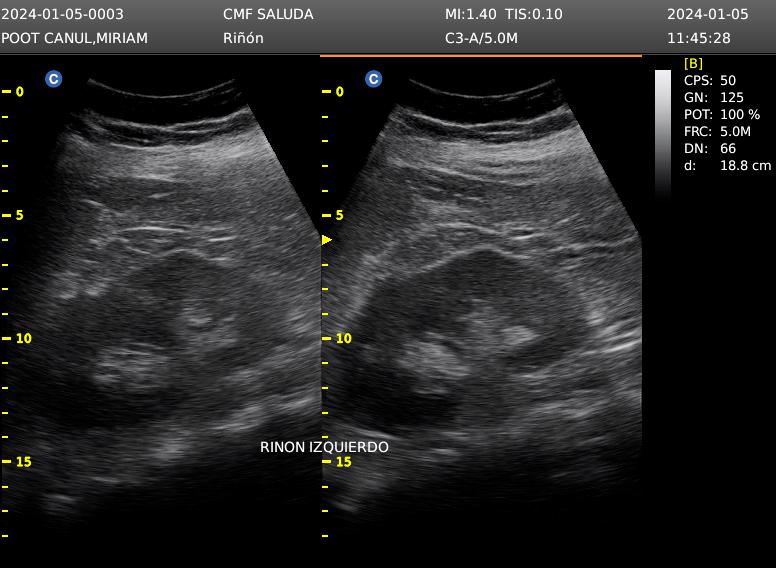 2024-01-05-0003 CMF SALUDA MI:1.40 TIS:0.10 2024-01-05
POOT CANUL,MIRIAM Riñón C3-A/5.0M 11:45:28
[B]
CPS: 50
GN: 125
POT: 100 %
FRC: 5.0M
DN: 66
d: 18.8 cm
C C
0 0
5 5
10 10
RINON IZQUIERDO
15 15